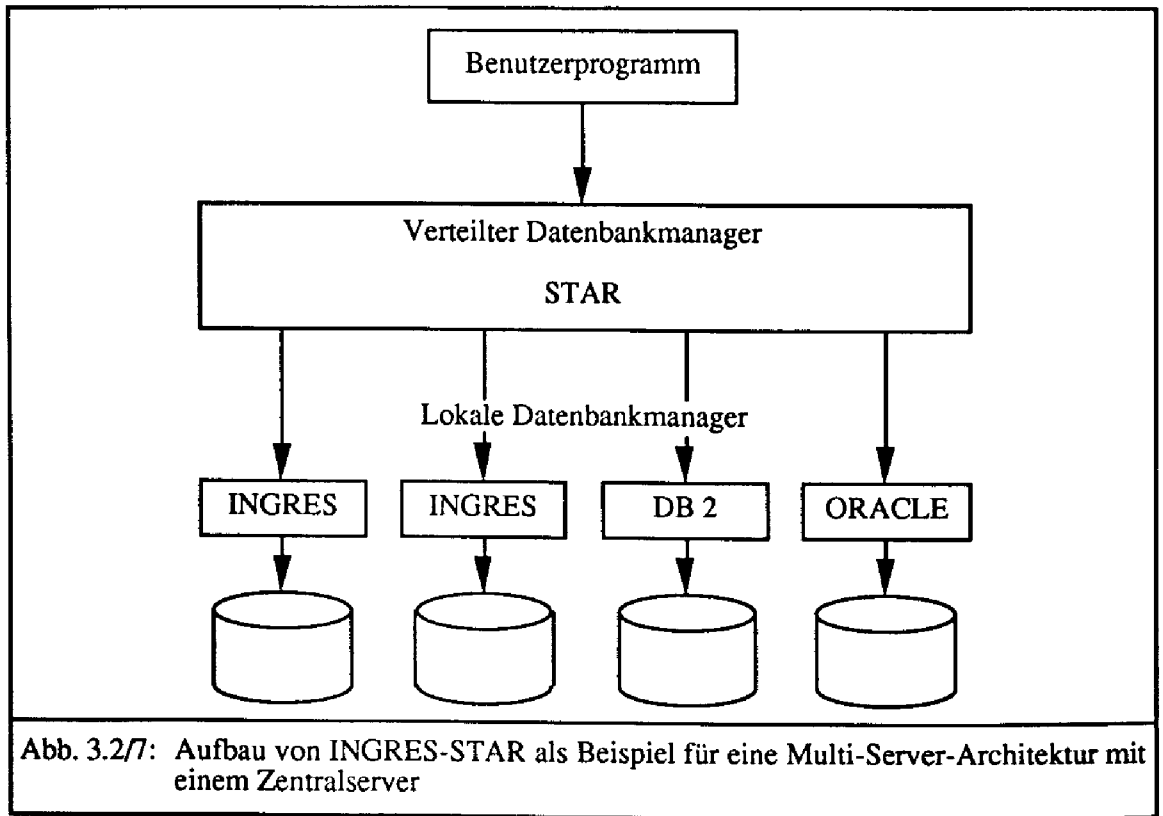 Benutzerprogramm
Verteilter Datenbankmanager
STAR
Lokale Datenbankmanager
INGRES
INGRES
DB 2
ORACLE
Abb. 3.2/7: Aufbau von INGRES-STAR als Beispiel für eine Multi-Server-Architektur mit
einem Zentralserver